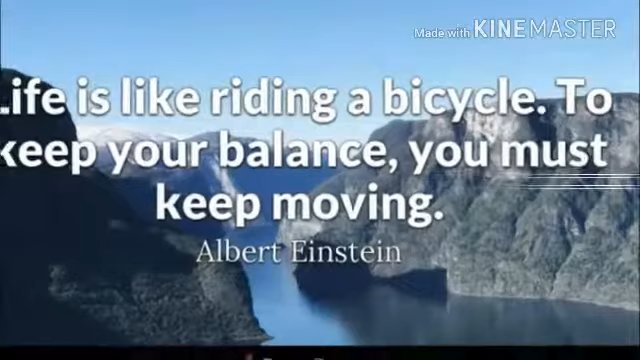 Made with KINEMASTER
Life is like riding a bicycle. To
keep your balance, you must
keep moving.
Albert Einstein